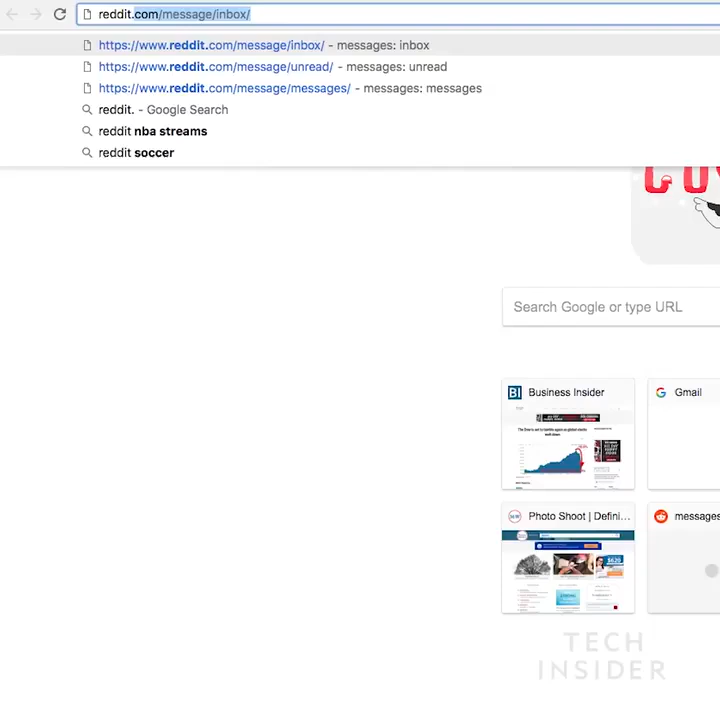 reddit.com/message/inbox/
https://www.reddit.com/message/inbox/ - messages: inbox
https://www.reddit.com/message/unread/ - messages: unread
https://www.reddit.com/message/messages/ - messages: messages
reddit. - Google Search
reddit nba streams
reddit soccer
Search Google or type URL
BI Business Insider
Gmail
Photo Shoot | Defini...
messages
TECH
INSIDER